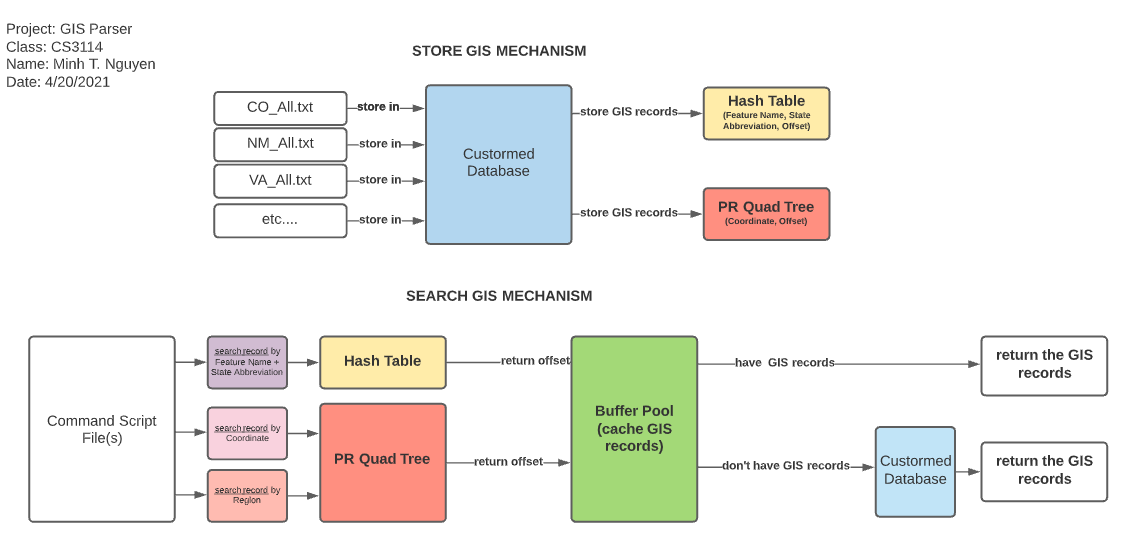 Project: GIS Parser
Class: CS3114
Name: Minh T. Nguyen
Date: 4/20/2021
STORE GIS MECHANISM
CO_All.txt
store in
NM_All.txt
store in
VA_All.txt
store in
etc....
store in
Custormed
Database
store GIS records
store GIS records
Hash Table
(Feature Name, State
Abbreviation, Offset)
PR Quad Tree
(Coordinate, Offset)
SEARCH GIS MECHANISM
Command Script
File(s)
search record by
Feature Name +
State Abbreviation
search record by
Coordinate
search record by
Region
Hash Table
PR Quad Tree
return offset
return offset
Buffer Pool
(cache GIS
records)
have GIS records
don't have GIS records
return the GIS
records
Custormed
Database
return the GIS
records